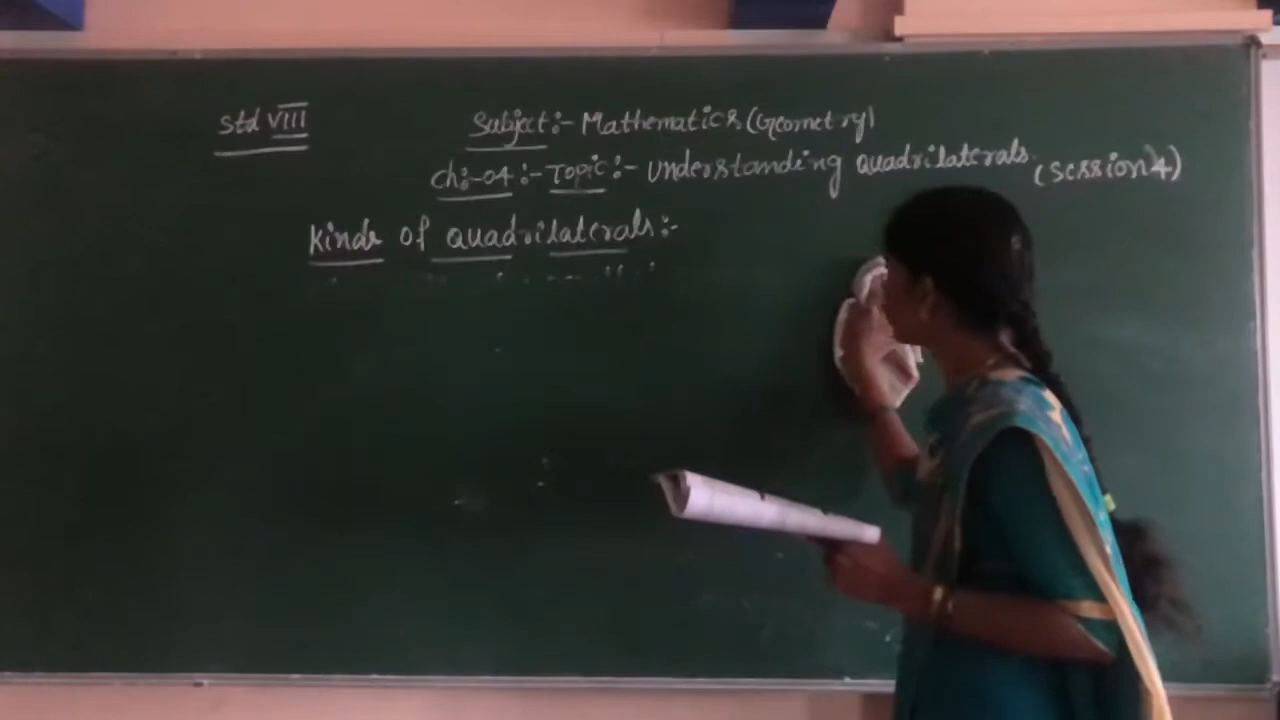 Std VIII
Subject:- Mathematics (Geometry)
Ch:-04:- Topic:- Understanding quadrilaterals. (Session 4)
Kinds of quadrilaterals:-